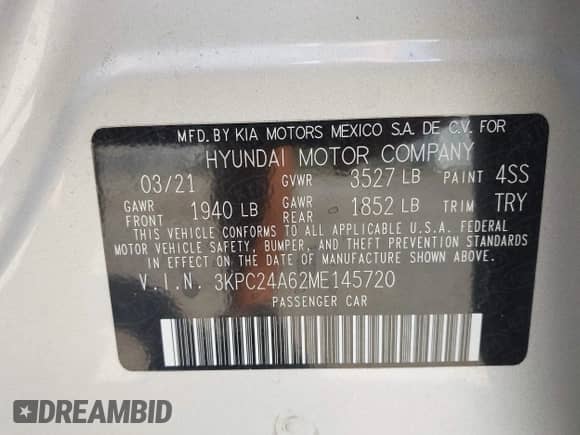 MFD. BY KIA MOTORS MEXICO S.A. DE C.V. FOR
HYUNDAI MOTOR COMPANY
03/21 GVWR 3527 LB PAINT 4SS
GAWR FRONT 1940 LB GAWR REAR 1852 LB TRIM TRY
THIS VEHICLE CONFORMS TO ALL APPLICABLE U.S.A. FEDERAL
MOTOR VEHICLE SAFETY, BUMPER, AND THEFT PREVENTION STANDARDS
IN EFFECT ON THE DATE OF MANUFACTURE SHOWN ABOVE.
V.I.N. 3KPC24A62ME145720
PASSENGER CAR
DREAMBID